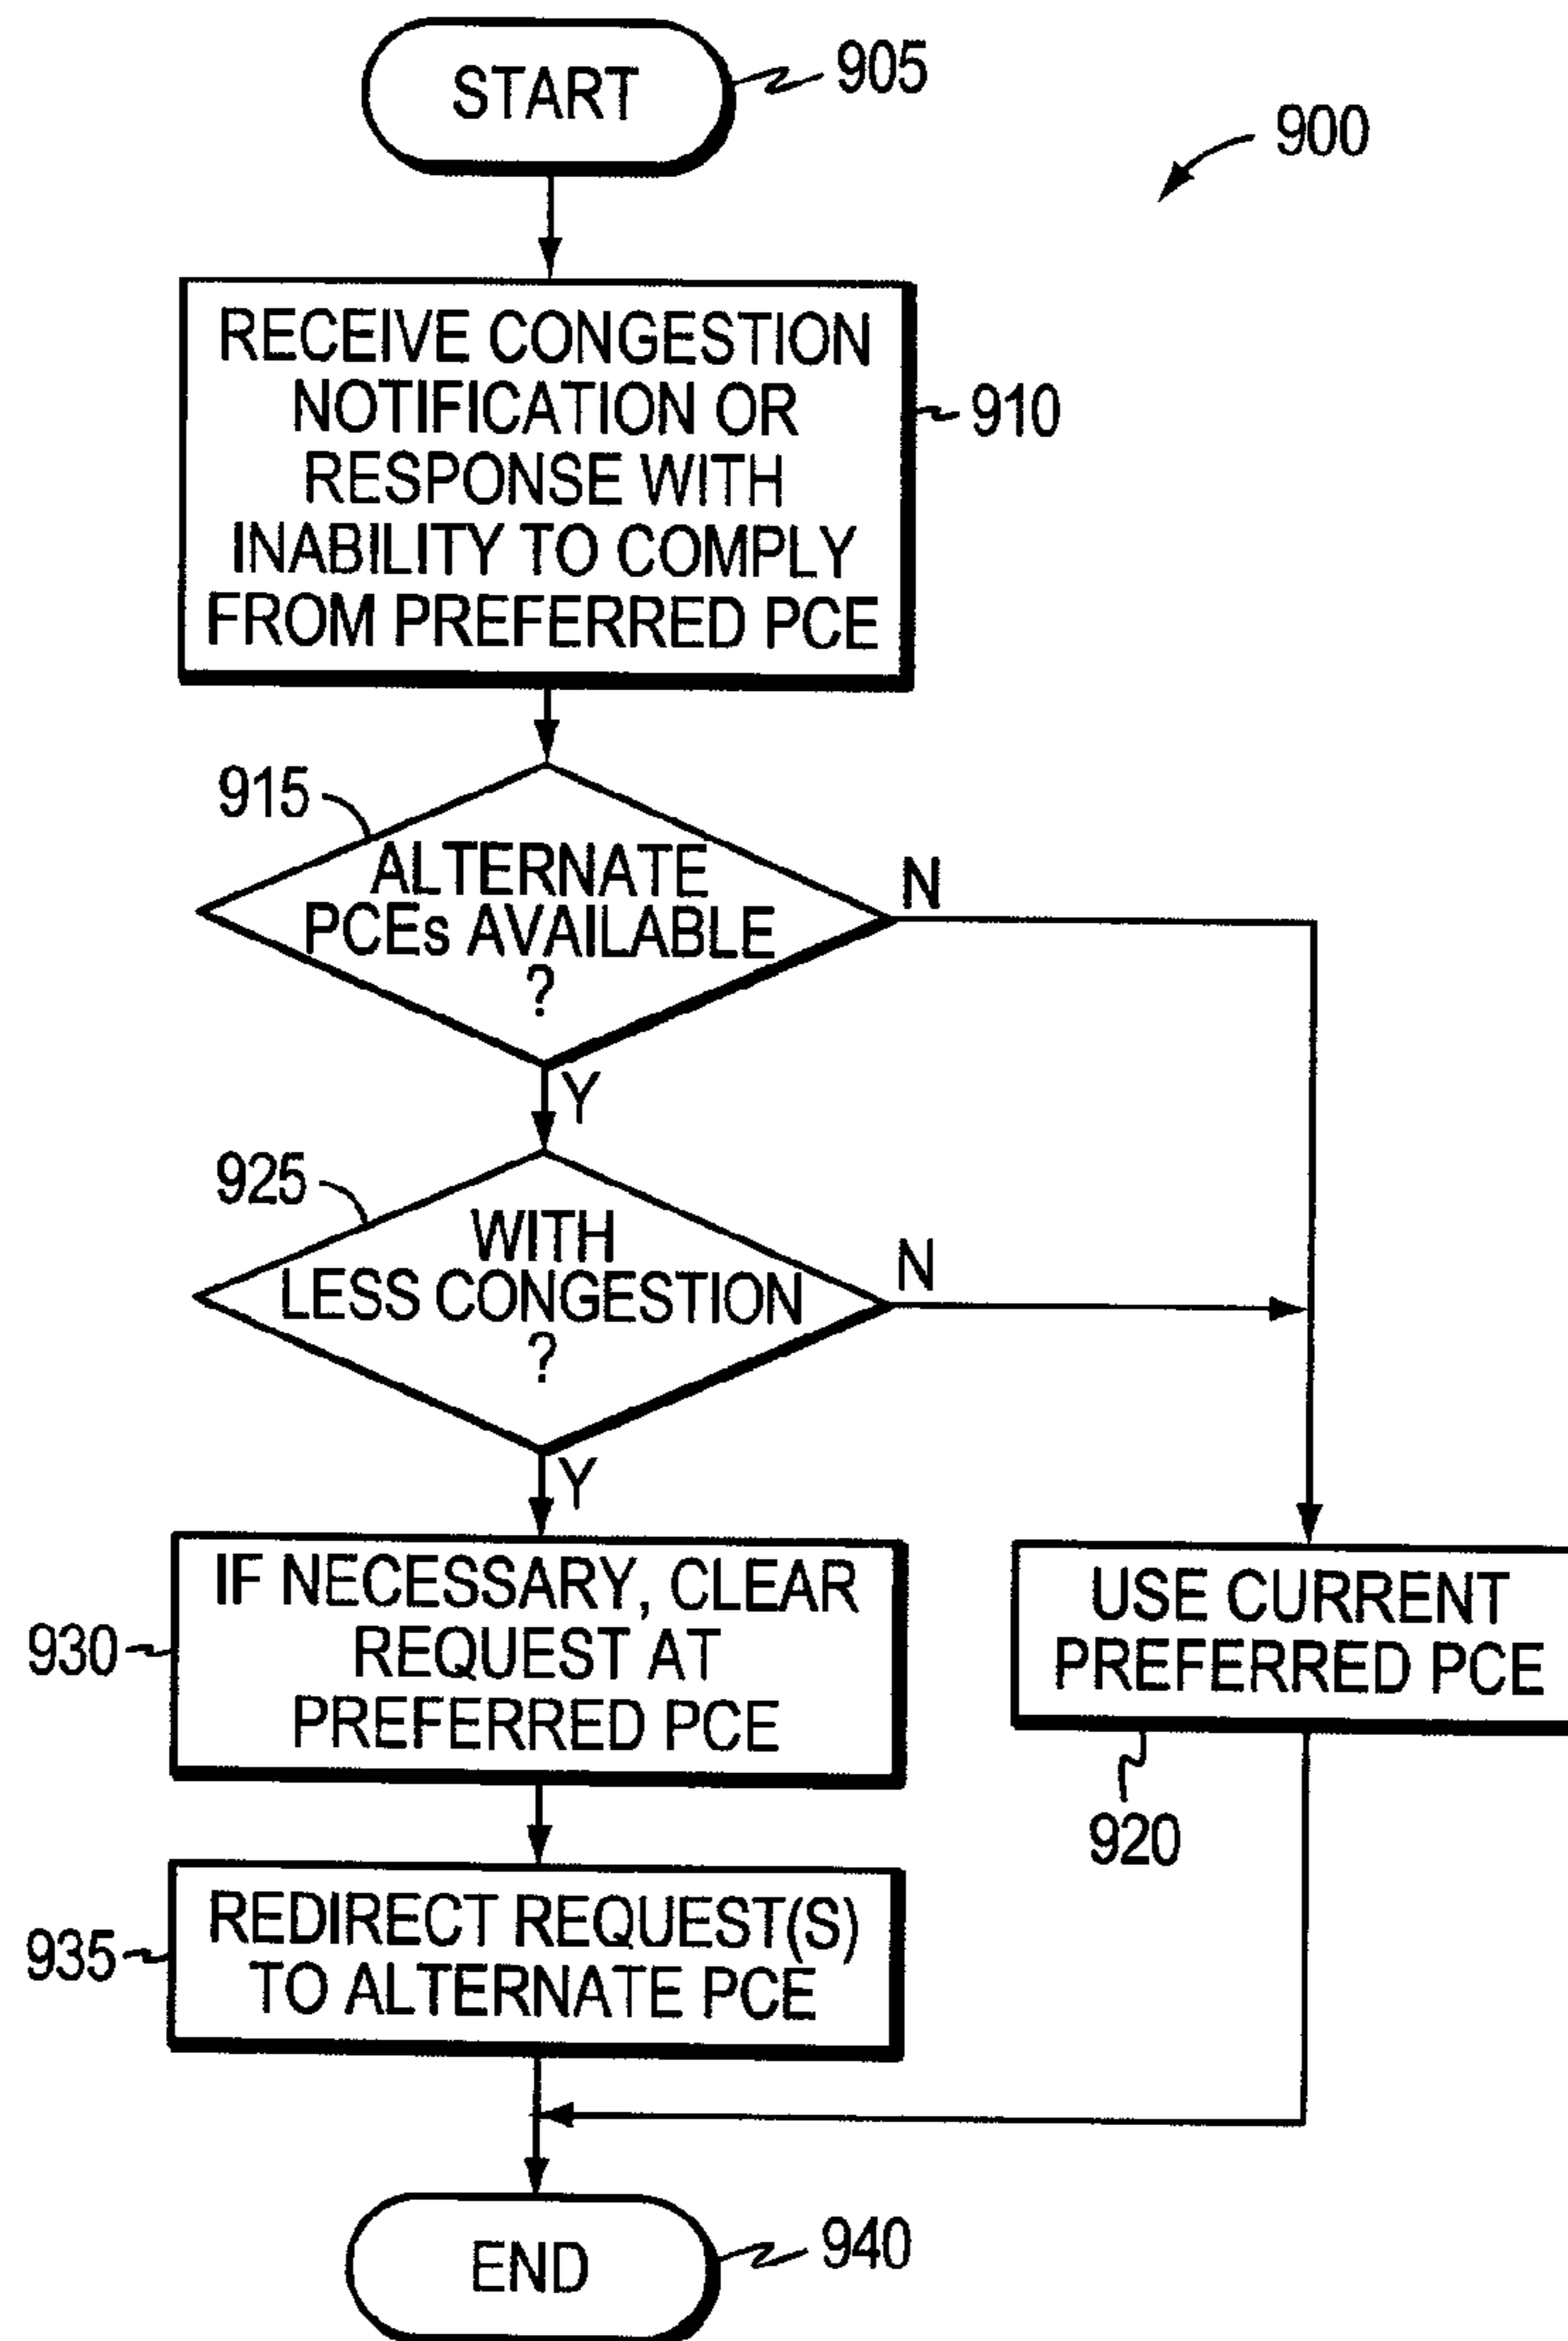 START
905
900
RECEIVE CONGESTION
NOTIFICATION OR
RESPONSE WITH
INABILITY TO COMPLY
FROM PREFERRED PCE
910
915
ALTERNATE
PCEs AVAILABLE
?
N
Y
925
WITH
LESS CONGESTION
?
N
Y
930
IF NECESSARY, CLEAR
REQUEST AT
PREFERRED PCE
USE CURRENT
PREFERRED PCE
920
935
REDIRECT REQUEST(S)
TO ALTERNATE PCE
END
940